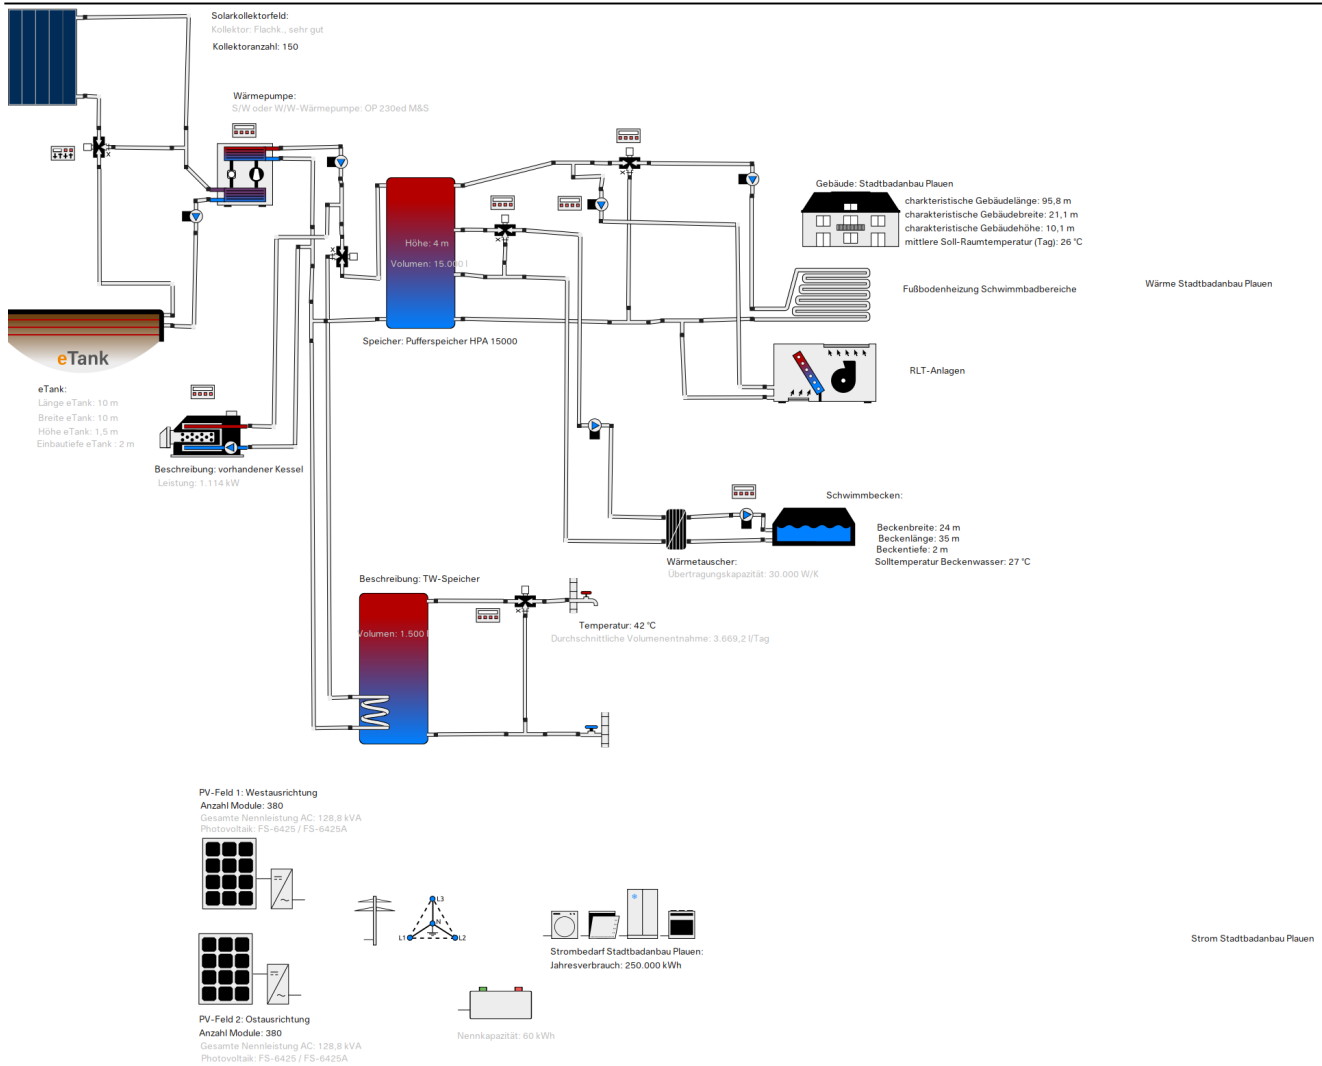 Solarkollektorfeld:
Kollektor: Flachk., sehr gut
Kollektoranzahl: 150
Wärmepumpe:
S/W oder W/W-Wärmepumpe: OP 230ed M&S
Gebäude: Stadtbadanbau Plauen
charkteristische Gebäudelänge: 95,8 m
charakteristische Gebäudebreite: 21,1 m
charakteristische Gebäudehöhe: 10,1 m
mittlere Soll-Raumtemperatur (Tag): 26 °C
Höhe: 4 m
Volumen: 15.000 l
Fußbodenheizung Schwimmbadbereiche
Wärme Stadtbadanbau Plauen
Speicher: Pufferspeicher HPA 15000
eTank
RLT-Anlagen
eTank:
Länge eTank: 10 m
Breite eTank: 10 m
Höhe eTank: 1,5 m
Einbautiefe eTank : 2 m
Beschreibung: vorhandener Kessel
Leistung: 1.114 kW
Schwimmbecken:
Beckenbreite: 24 m
Beckenlänge: 35 m
Beckentiefe: 2 m
Solltemperatur Beckenwasser: 27 °C
Wärmetauscher:
Übertragungskapazität: 30.000 W/K
Beschreibung: TW-Speicher
Volumen: 1.500 l
Temperatur: 42 °C
Durchschnittliche Volumenentnahme: 3.669,2 l/Tag
PV-Feld 1: Westausrichtung
Anzahl Module: 380
Gesamte Nennleistung AC: 128,8 kVA
Photovoltaik: FS-6425 / FS-6425A
L3
N
L1
L2
Strombedarf Stadtbadanbau Plauen:
Jahresverbrauch: 250.000 kWh
Strom Stadtbadanbau Plauen
PV-Feld 2: Ostausrichtung
Anzahl Module: 380
Gesamte Nennleistung AC: 128,8 kVA
Photovoltaik: FS-6425 / FS-6425A
Nennkapazität: 60 kWh